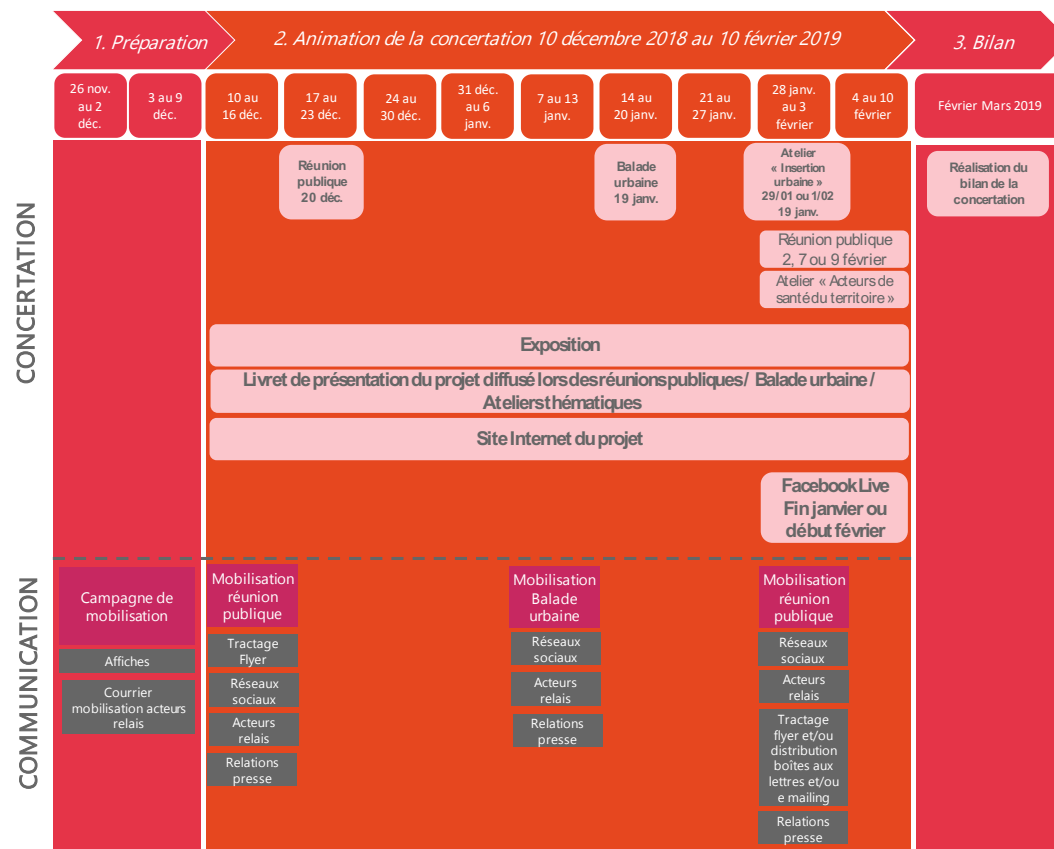 1. Préparation
2. Animation de la concertation 10 décembre 2018 au 10 février 2019
3. Bilan
26 nov.
au 2
déc.
3 au 9
déc.
10 au
16 déc.
17 au
23 déc.
24 au
30 déc.
31 déc.
au 6
janv.
7 au 13
janv.
14 au
20 janv.
21 au
27 janv.
28 janv.
au 3
février
4 au 10
février
Février Mars 2019
CONCERTATION
Réunion
publique
20 déc.
Balade
urbaine
19 janv.
Atelier
« Insertion
urbaine »
29/01 ou 1/02
19 janv.
Réalisation du
bilan de la
concertation
Réunion publique
2, 7 ou 9 février
Atelier « Acteurs de
santé du territoire »
Exposition
Livret de présentation du projet diffusé lors des réunions publiques / Balade urbaine /
Ateliers thématiques
Site Internet du projet
Facebook Live
Fin janvier ou
début février
COMMUNICATION
Campagne de
mobilisation
Affiches
Courrier
mobilisation acteurs
relais
Mobilisation
réunion
publique
Tractage
Flyer
Réseaux
sociaux
Acteurs
relais
Relations
presse
Mobilisation
Balade
urbaine
Réseaux
sociaux
Acteurs
relais
Relations
presse
Mobilisation
réunion
publique
Réseaux
sociaux
Acteurs
relais
Tractage
flyer et/ou
distribution
boîtes aux
lettres et/ou
e mailing
Relations
presse